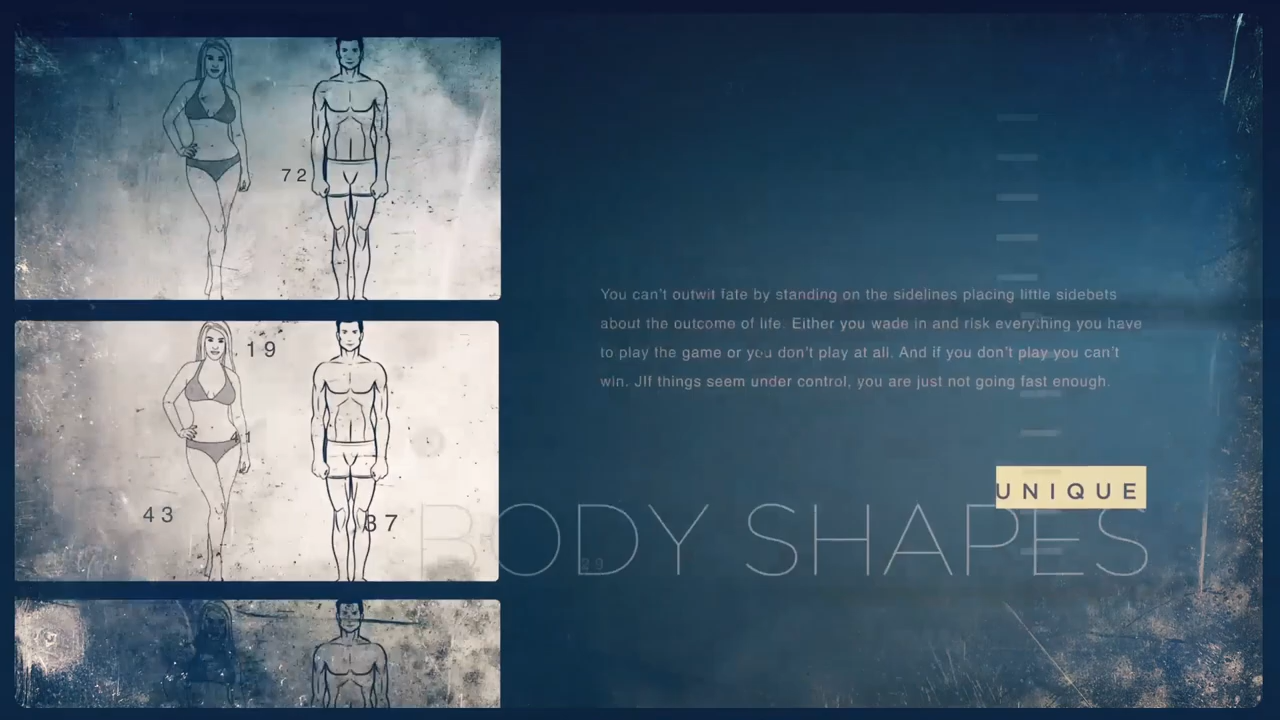 72
19
43
37
You can't outwit fate by standing on the sidelines placing little sidebets
about the outcome of life. Either you wade in and risk everything you have
to play the game or you don't play at all. And if you don't play you can't
win. JIf things seem under control, you are just not going fast enough.
UNIQUE
BODY SHAPES
29